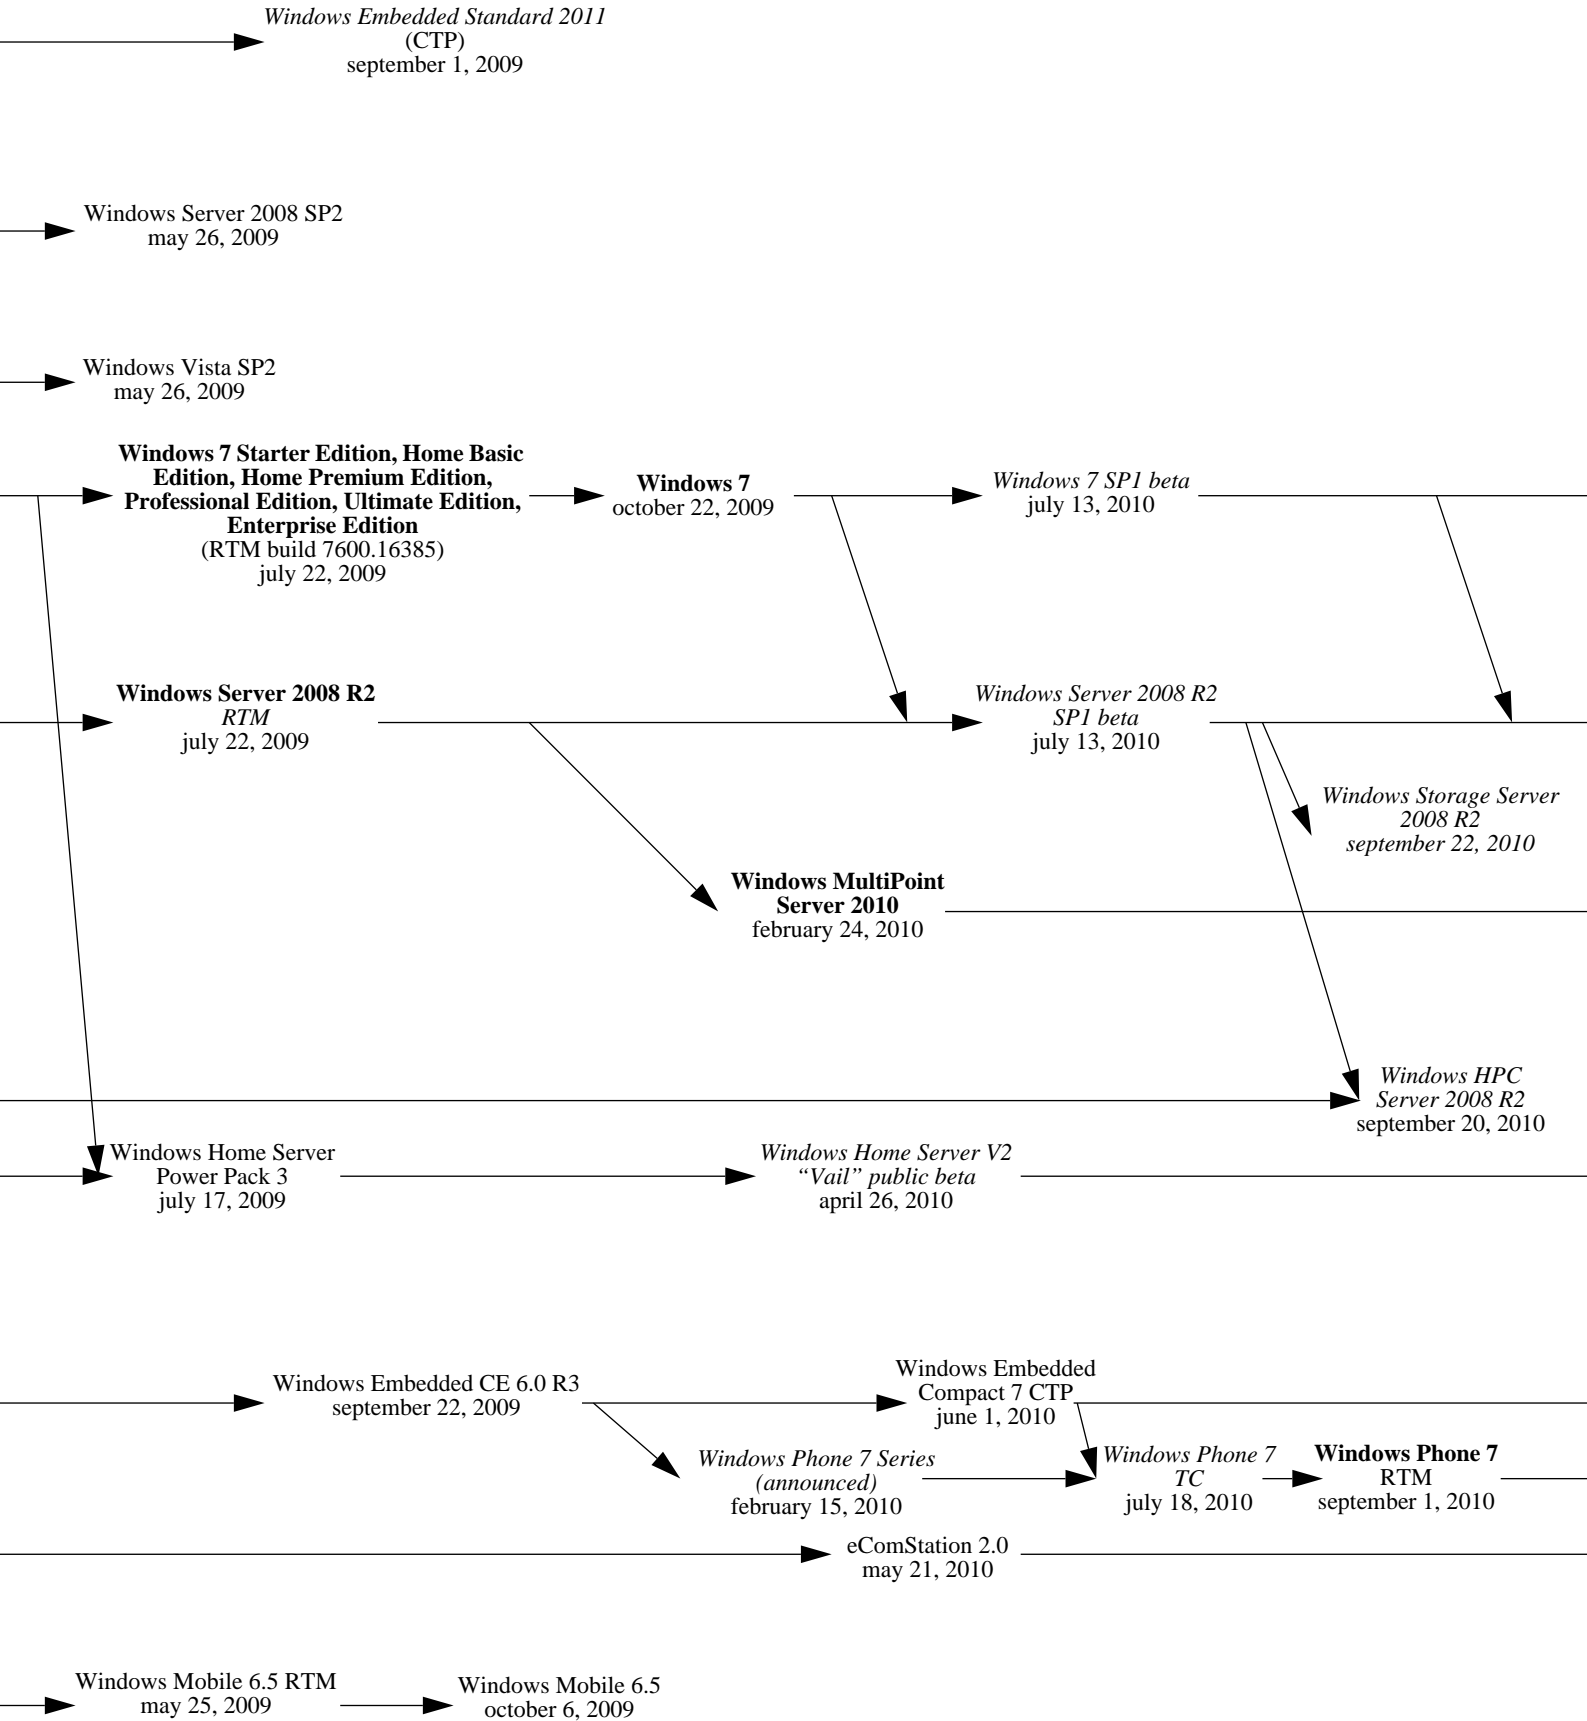 Windows Embedded Standard 2011
(CTP)
september 1, 2009
Windows Server 2008 SP2
may 26, 2009
Windows Vista SP2
may 26, 2009
Windows 7 Starter Edition, Home Basic
Edition, Home Premium Edition,
Professional Edition, Ultimate Edition,
Enterprise Edition
(RTM build 7600.16385)
july 22, 2009
Windows 7
october 22, 2009
Windows 7 SP1 beta
july 13, 2010
Windows Server 2008 R2
RTM
july 22, 2009
Windows Server 2008 R2
SP1 beta
july 13, 2010
Windows Storage Server
2008 R2
september 22, 2010
Windows MultiPoint
Server 2010
february 24, 2010
Windows HPC
Server 2008 R2
september 20, 2010
Windows Home Server
Power Pack 3
july 17, 2009
Windows Home Server V2
“Vail” public beta
april 26, 2010
Windows Embedded CE 6.0 R3
september 22, 2009
Windows Embedded
Compact 7 CTP
june 1, 2010
Windows Phone 7 Series
(announced)
february 15, 2010
Windows Phone 7
TC
july 18, 2010
Windows Phone 7
RTM
september 1, 2010
eComStation 2.0
may 21, 2010
Windows Mobile 6.5 RTM
may 25, 2009
Windows Mobile 6.5
october 6, 2009